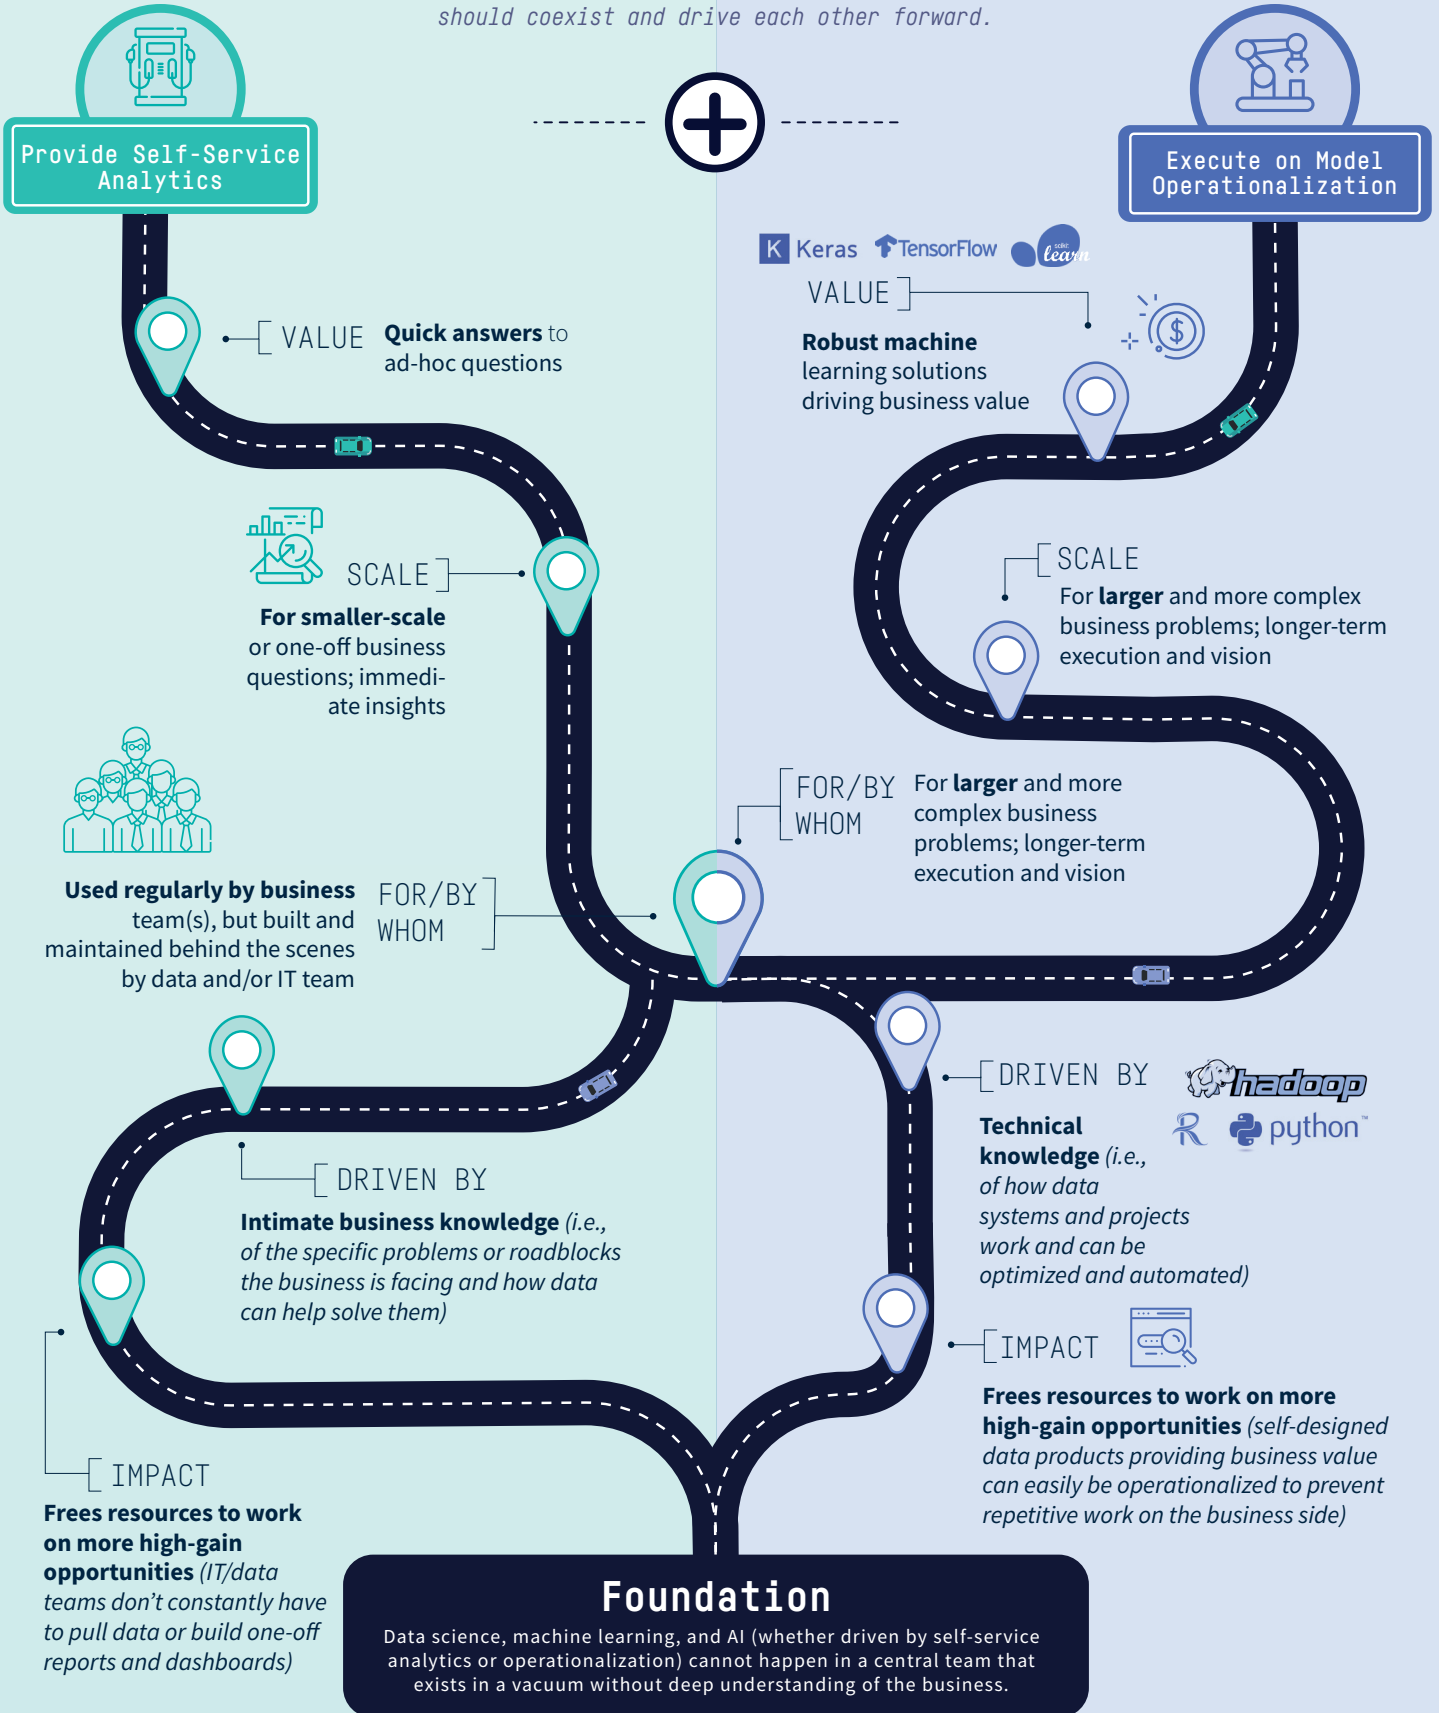 should coexist and drive each other forward.
Provide Self-Service
Analytics
Execute on Model
Operationalization
VALUE
Quick answers to
ad-hoc questions
K Keras
TensorFlow
scikit
learn
VALUE
Robust machine
learning solutions
driving business value
SCALE
For smaller-scale
or one-off business
questions; immedi-
ate insights
SCALE
For larger and more complex
business problems; longer-term
execution and vision
FOR/BY
WHOM
For larger and more
complex business
problems; longer-term
execution and vision
Used regularly by business
team(s), but built and
maintained behind the scenes
by data and/or IT team
FOR/BY
WHOM
DRIVEN BY
Intimate business knowledge (i.e.,
of the specific problems or roadblocks
the business is facing and how data
can help solve them)
DRIVEN BY
hadoop
R
python™
Technical
knowledge (i.e.,
of how data
systems and projects
work and can be
optimized and automated)
IMPACT
Frees resources to work on more
high-gain opportunities (self-designed
data products providing business value
can easily be operationalized to prevent
repetitive work on the business side)
IMPACT
Frees resources to work
on more high-gain
opportunities (IT/data
teams don’t constantly have
to pull data or build one-off
reports and dashboards)
Foundation
Data science, machine learning, and AI (whether driven by self-service
analytics or operationalization) cannot happen in a central team that
exists in a vacuum without deep understanding of the business.